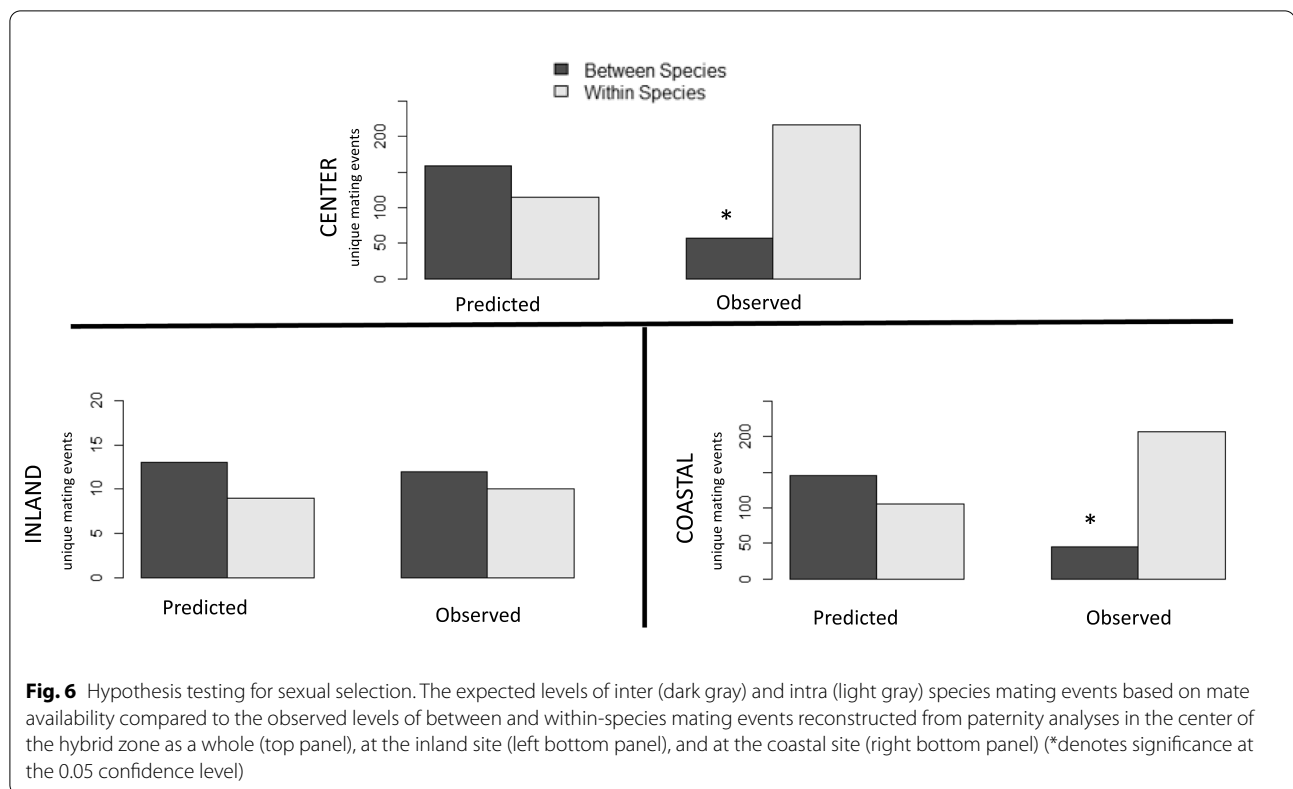 Between Species
Within Species
CENTER
unique mating events
0
50
100
200
*
Predicted
Observed
INLAND
unique mating events
0
5
10
15
20
Predicted
Observed
COASTAL
unique mating events
0
50
100
200
*
Predicted
Observed
Fig. 6 Hypothesis testing for sexual selection. The expected levels of inter (dark gray) and intra (light gray) species mating events based on mate
availability compared to the observed levels of between and within-species mating events reconstructed from paternity analyses in the center of
the hybrid zone as a whole (top panel), at the inland site (left bottom panel), and at the coastal site (right bottom panel) (*denotes significance at
the 0.05 confidence level)